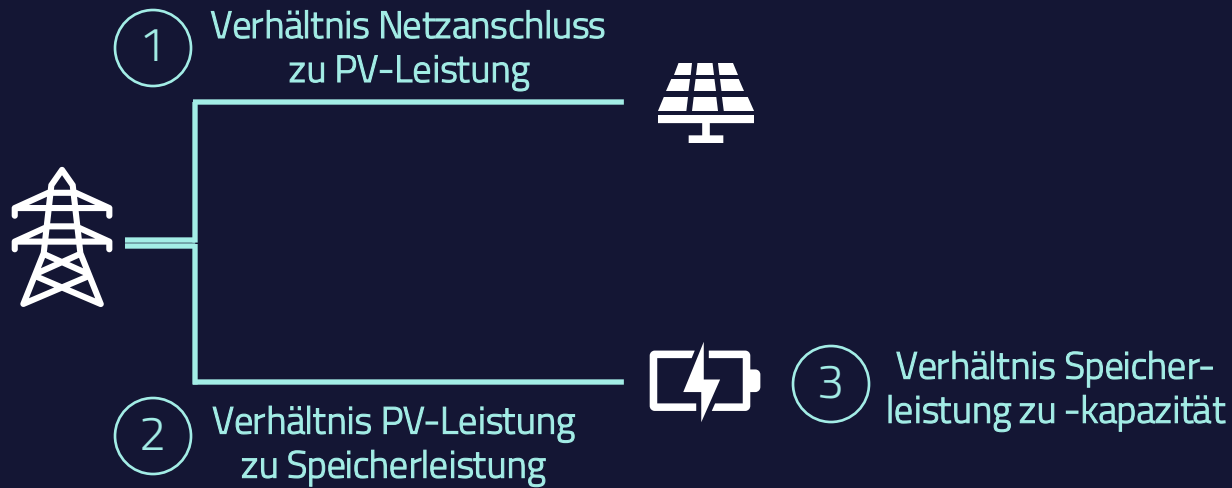 1
Verhältnis Netzanschluss
zu PV-Leistung
2
Verhältnis PV-Leistung
zu Speicherleistung
3
Verhältnis Speicher-
leistung zu -kapazität